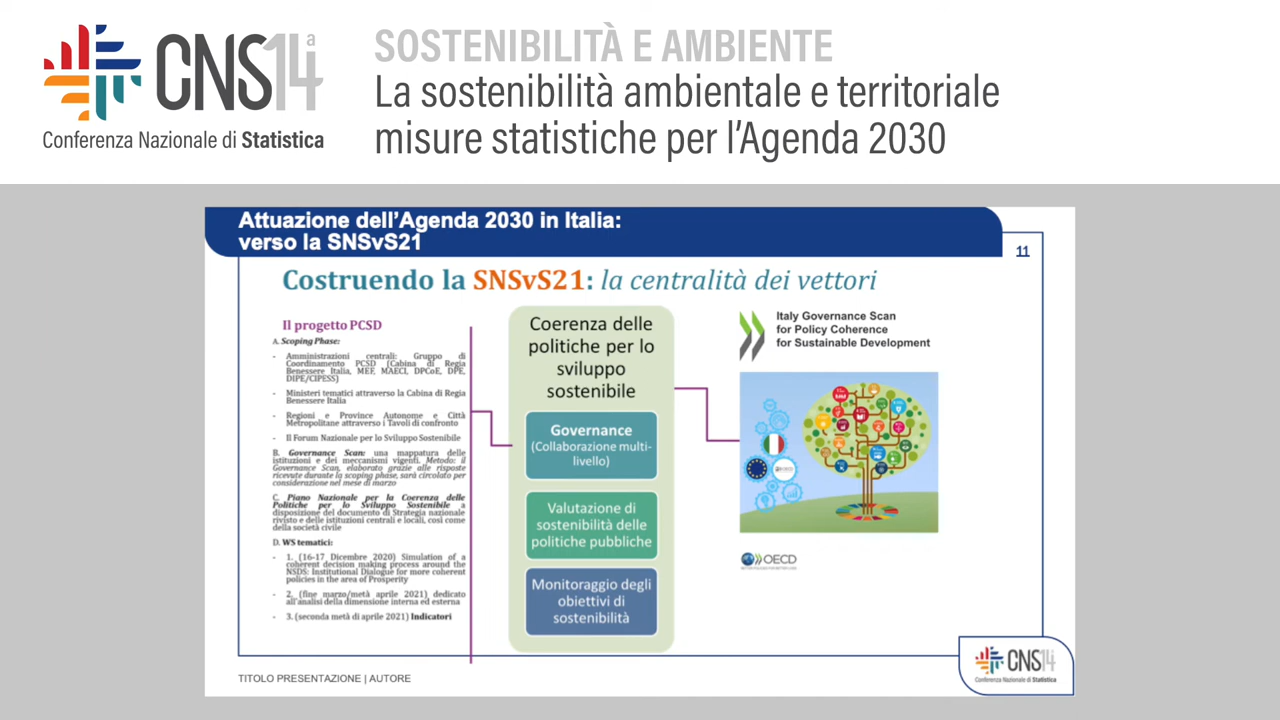 CNS14a
Conferenza Nazionale di Statistica
SOSTENIBILITÀ E AMBIENTE
La sostenibilità ambientale e territoriale
misure statistiche per l'Agenda 2030
Attuazione dell'Agenda 2030 in Italia:
verso la SNSvS21
11
Costruendo la SNSvS21: la centralità dei vettori
Il progetto PCSD
A. Scoping Phase:
- Amministrazioni centrali: Gruppo di
Coordinamento PCSD (Cabina di Regia
Benessere Italia, MEF, MAECI, DPCoE, DPE,
DIPE/CIPESS)
- Ministeri tematici attraverso la Cabina di Regia
Benessere Italia
- Regioni e Province Autonome e Città
Metropolitane attraverso i Tavoli di confronto
- Il Forum Nazionale per lo Sviluppo Sostenibile
B. Governance Scan: una mappatura delle
istituzioni e dei meccanismi vigenti. Metodo: il
Governance Scan, elaborato grazie alle risposte
ricevute durante la scoping phase, sarà circolato per
considerazione nel mese di marzo
C. Piano Nazionale per la Coerenza delle
Politiche per lo Sviluppo Sostenibile a
disposizione del documento di Strategia nazionale
rivisto e delle istituzioni centrali e locali, così come
della società civile
D. WS tematici:
- 1. (16-17 Dicembre 2020) Simulation of a
coherent decision making process around the
NSDS: Institutional Dialogue for more coherent
policies in the area of Prosperity
- 2. (fine marzo/metà aprile 2021) dedicato
all'analisi della dimensione interna ed esterna
- 3. (seconda metà di aprile 2021) Indicatori
Coerenza delle
politiche per lo
sviluppo
sostenibile
Governance
(Collaborazione multi-
livello)
Valutazione di
sostenibilità delle
politiche pubbliche
Monitoraggio degli
obiettivi di
sostenibilità
Italy Governance Scan
for Policy Coherence
for Sustainable Development
OECD
TITOLO PRESENTAZIONE | AUTORE
CNS14
Conferenza Nazionale di Statistica